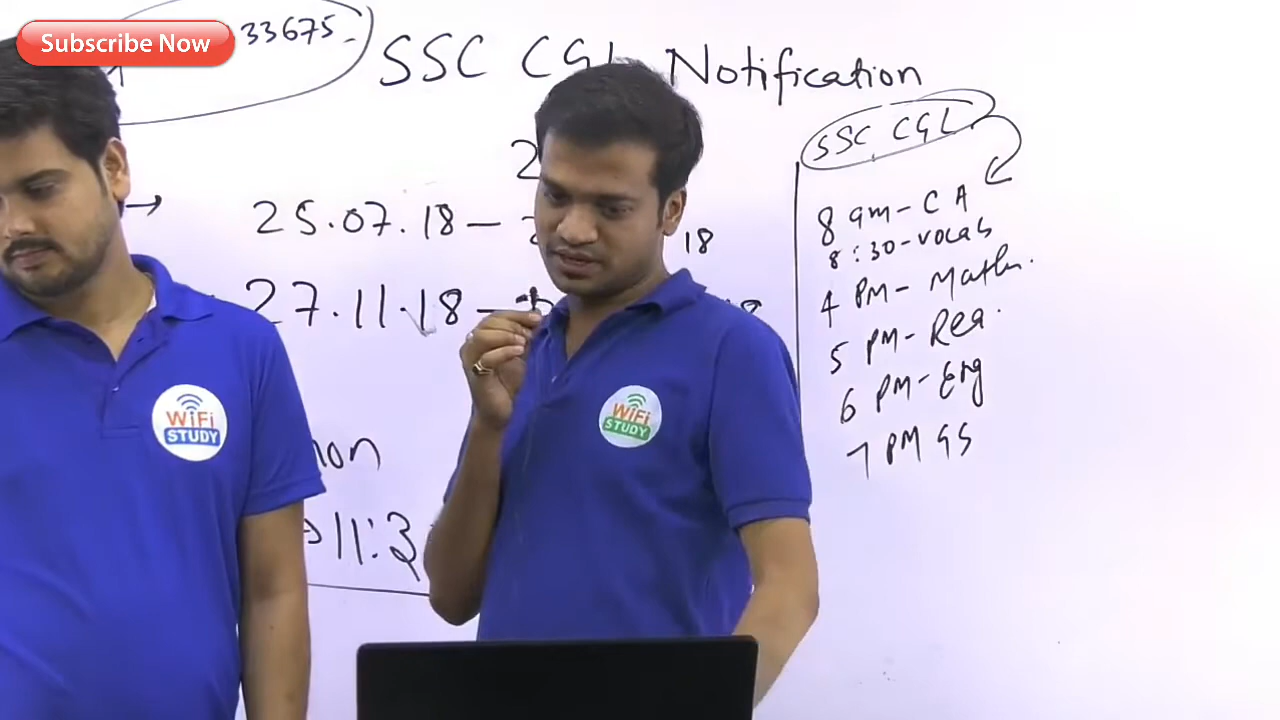 Subscribe Now
33675
SSC CGL Notification
SSC CGL
25.07.18 –
18
27.11.18 –
18
8 am – CA
8:30 – vocab
4 PM – Maths.
5 PM – Rea.
6 PM – Eng
7 PM GS
11:3
WiFi
STUDY
WiFi
STUDY